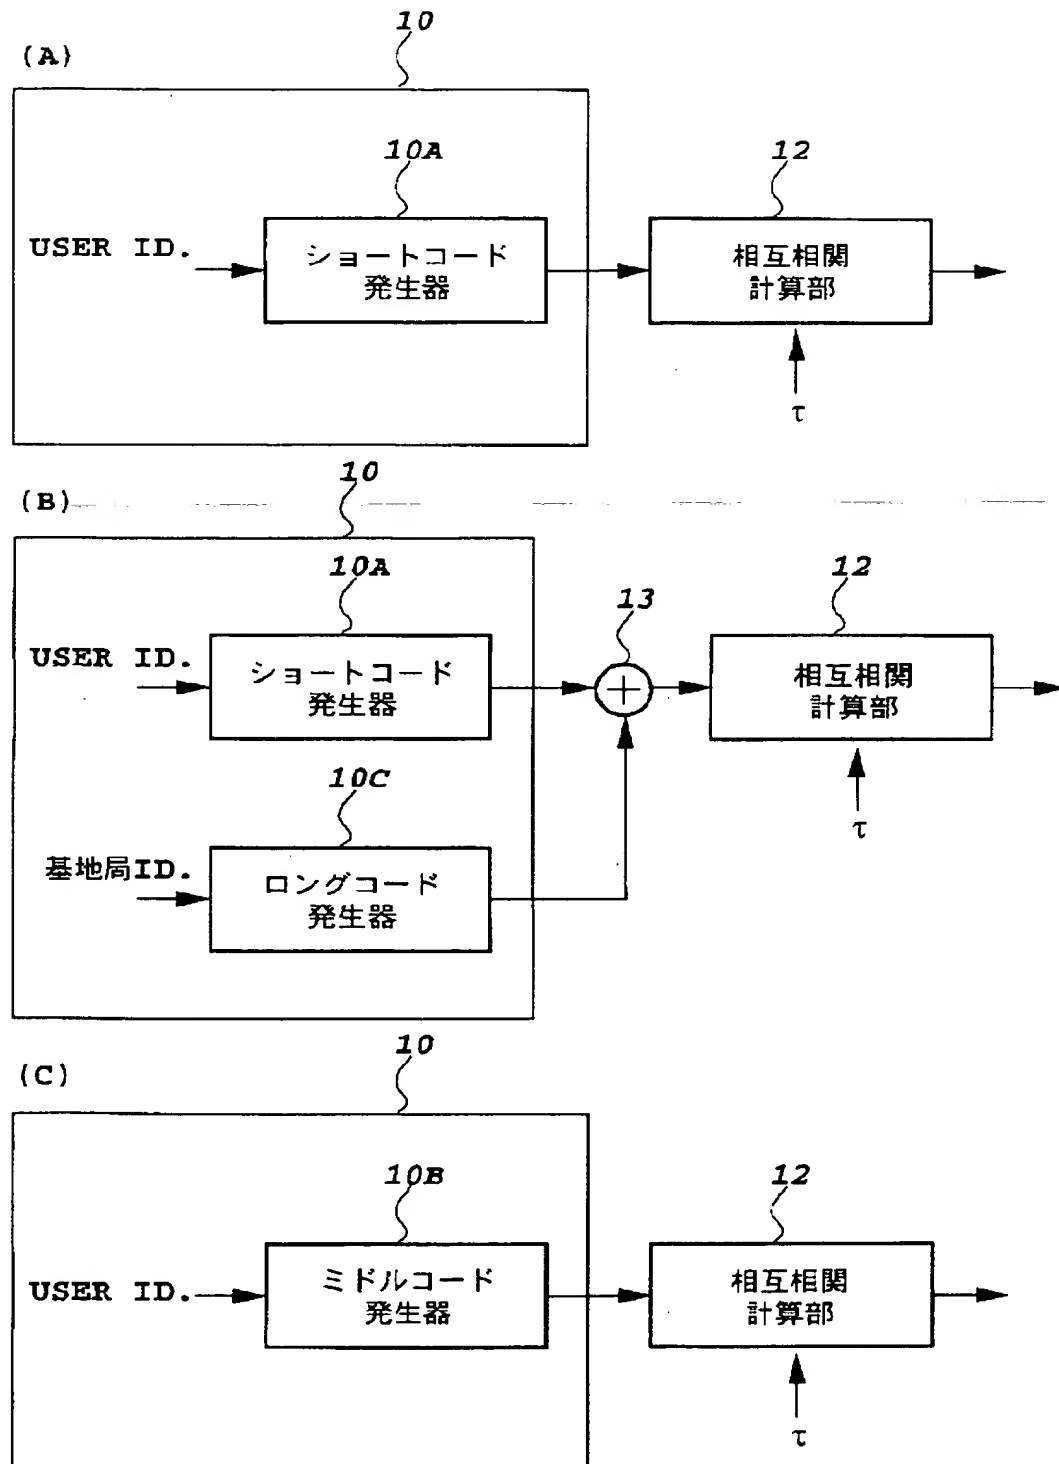 10
(A)
10A
12
USER ID.
ショートコード
発生器
相互相関
計算部
τ
10
(B)
10A
13
12
USER ID.
ショートコード
発生器
+
相互相関
計算部
τ
10C
基地局ID.
ロングコード
発生器
10
(C)
10B
12
USER ID.
ミドルコード
発生器
相互相関
計算部
τ